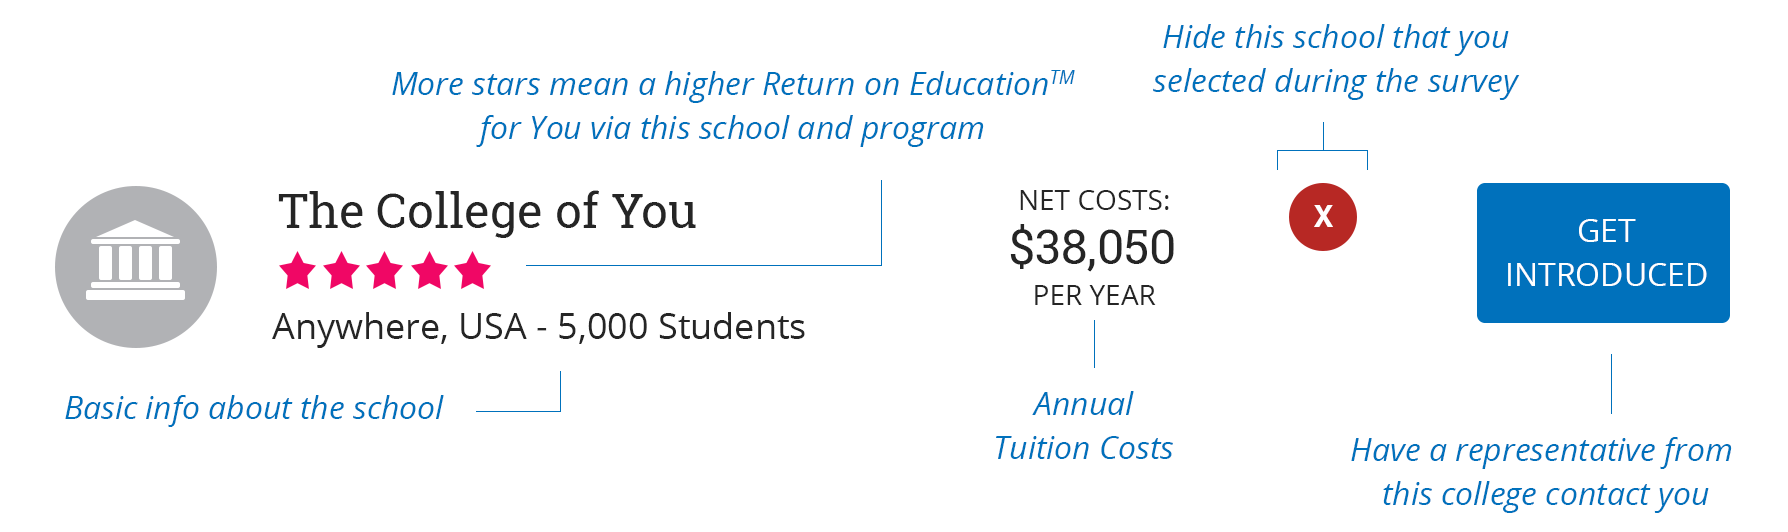 Hide this school that you
selected during the survey
More stars mean a higher Return on Education™
for You via this school and program
The College of You
Anywhere, USA - 5,000 Students
Basic info about the school
NET COSTS:
$38,050
PER YEAR
Annual
Tuition Costs
X
GET
INTRODUCED
Have a representative from
this college contact you